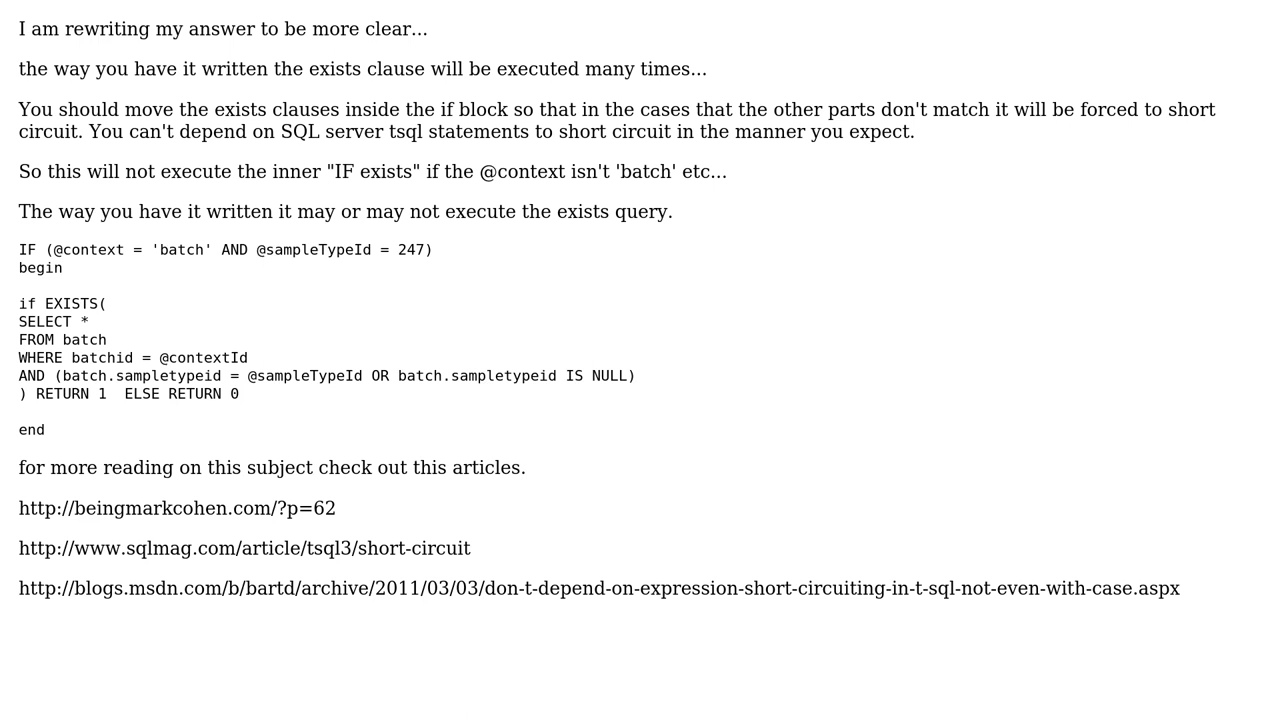 I am rewriting my answer to be more clear...
the way you have it written the exists clause will be executed many times...
You should move the exists clauses inside the if block so that in the cases that the other parts don't match it will be forced to short
circuit. You can't depend on SQL server tsql statements to short circuit in the manner you expect.
So this will not execute the inner "IF exists" if the @context isn't 'batch' etc...
The way you have it written it may or may not execute the exists query.
IF (@context = 'batch' AND @sampleTypeId = 247)
begin
if EXISTS(
SELECT *
FROM batch
WHERE batchid = @contextId
AND (batch.sampletypeid = @sampleTypeId OR batch.sampletypeid IS NULL)
) RETURN 1  ELSE RETURN 0
end
for more reading on this subject check out this articles.
http://beingmarkcohen.com/?p=62
http://www.sqlmag.com/article/tsql3/short-circuit
http://blogs.msdn.com/b/bartd/archive/2011/03/03/don-t-depend-on-expression-short-circuiting-in-t-sql-not-even-with-case.aspx